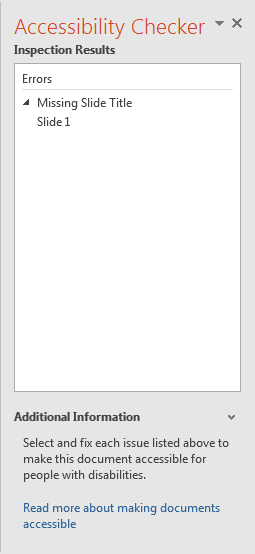 Accessibility Checker
Inspection Results
Errors
Missing Slide Title
Slide 1
Additional Information
Select and fix each issue listed above to
make this document accessible for
people with disabilities.
Read more about making documents
accessible